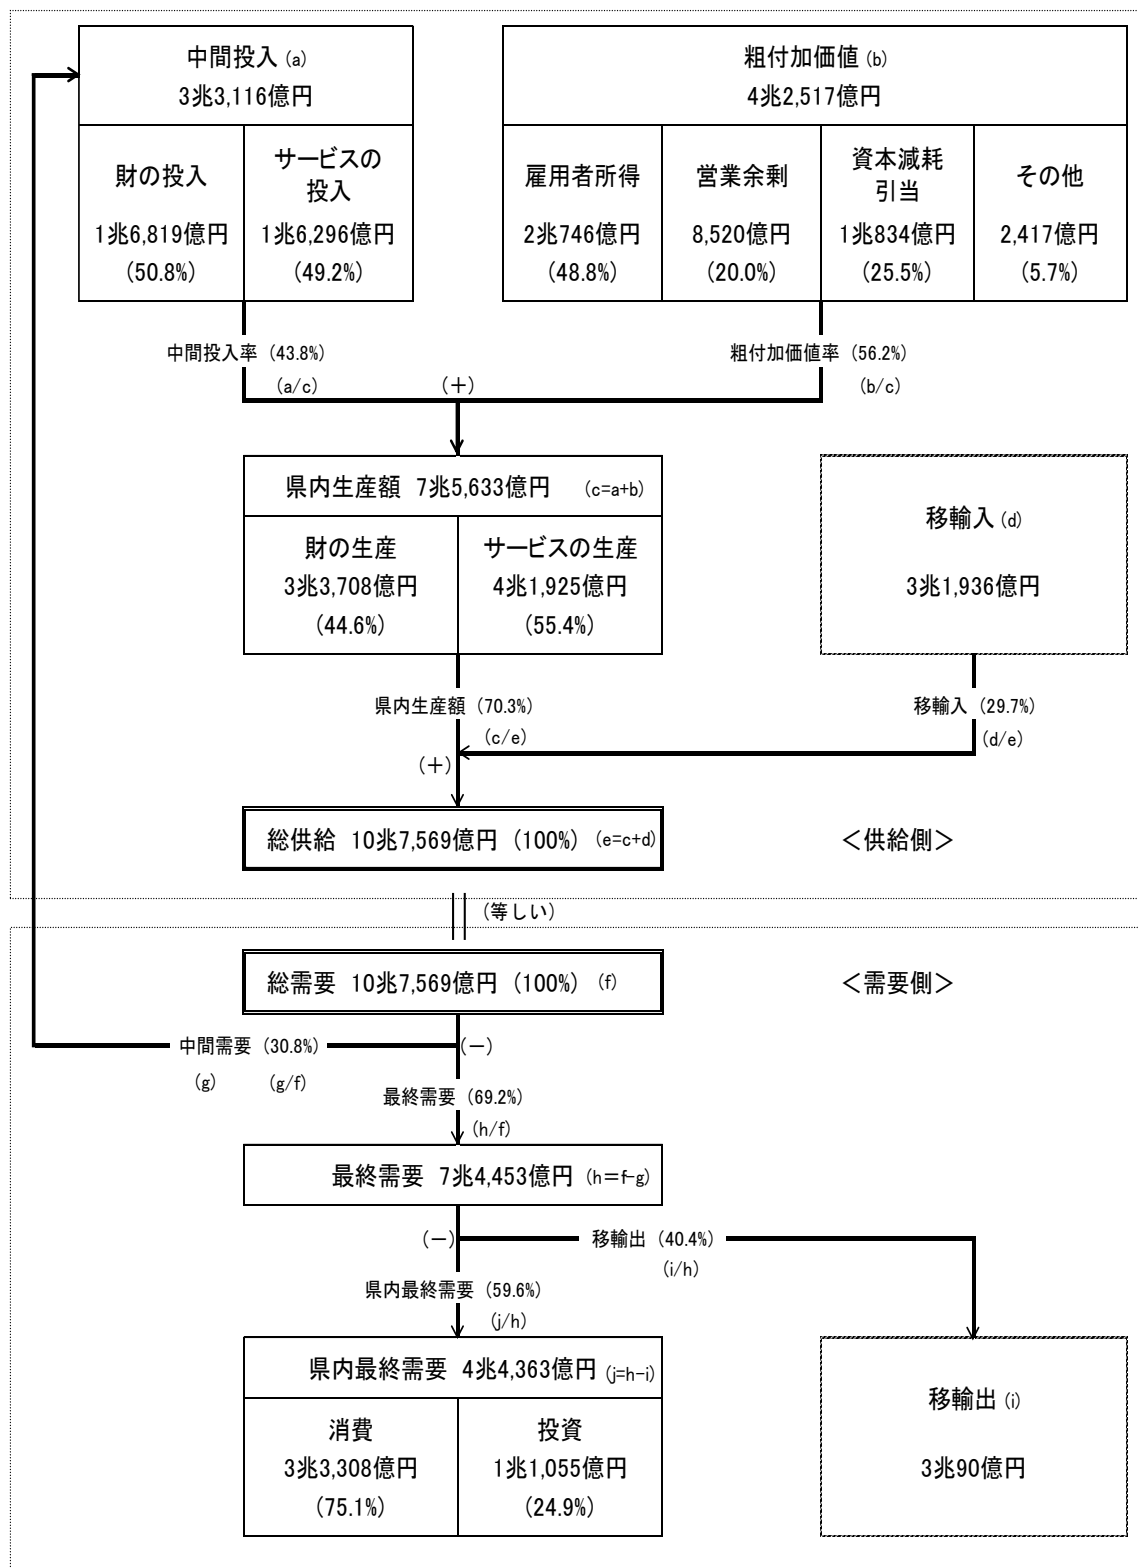 中間投入 (a)
3兆3,116億円
財の投入
1兆6,819億円
(50.8%)
サービスの
投入
1兆6,296億円
(49.2%)
粗付加価値 (b)
4兆2,517億円
雇用者所得
2兆746億円
(48.8%)
営業余剰
8,520億円
(20.0%)
資本減耗
引当
1兆834億円
(25.5%)
その他
2,417億円
(5.7%)
中間投入率 (43.8%)
(a/c)
(＋)
粗付加価値率 (56.2%)
(b/c)
県内生産額 7兆5,633億円 (c=a+b)
財の生産
3兆3,708億円
(44.6%)
サービスの生産
4兆1,925億円
(55.4%)
移輸入 (d)
3兆1,936億円
県内生産額 (70.3%)
(c/e)
移輸入 (29.7%)
(d/e)
(＋)
総供給 10兆7,569億円 (100%) (e=c+d)
＜供給側＞
(等しい)
総需要 10兆7,569億円 (100%) (f)
＜需要側＞
中間需要 (30.8%)
(g) (g/f)
(－)
最終需要 (69.2%)
(h/f)
最終需要 7兆4,453億円 (h＝f-g)
(－)
移輸出 (40.4%)
(i/h)
県内最終需要 (59.6%)
(j/h)
県内最終需要 4兆4,363億円 (j=h-i)
消費
3兆3,308億円
(75.1%)
投資
1兆1,055億円
(24.9%)
移輸出 (i)
3兆90億円